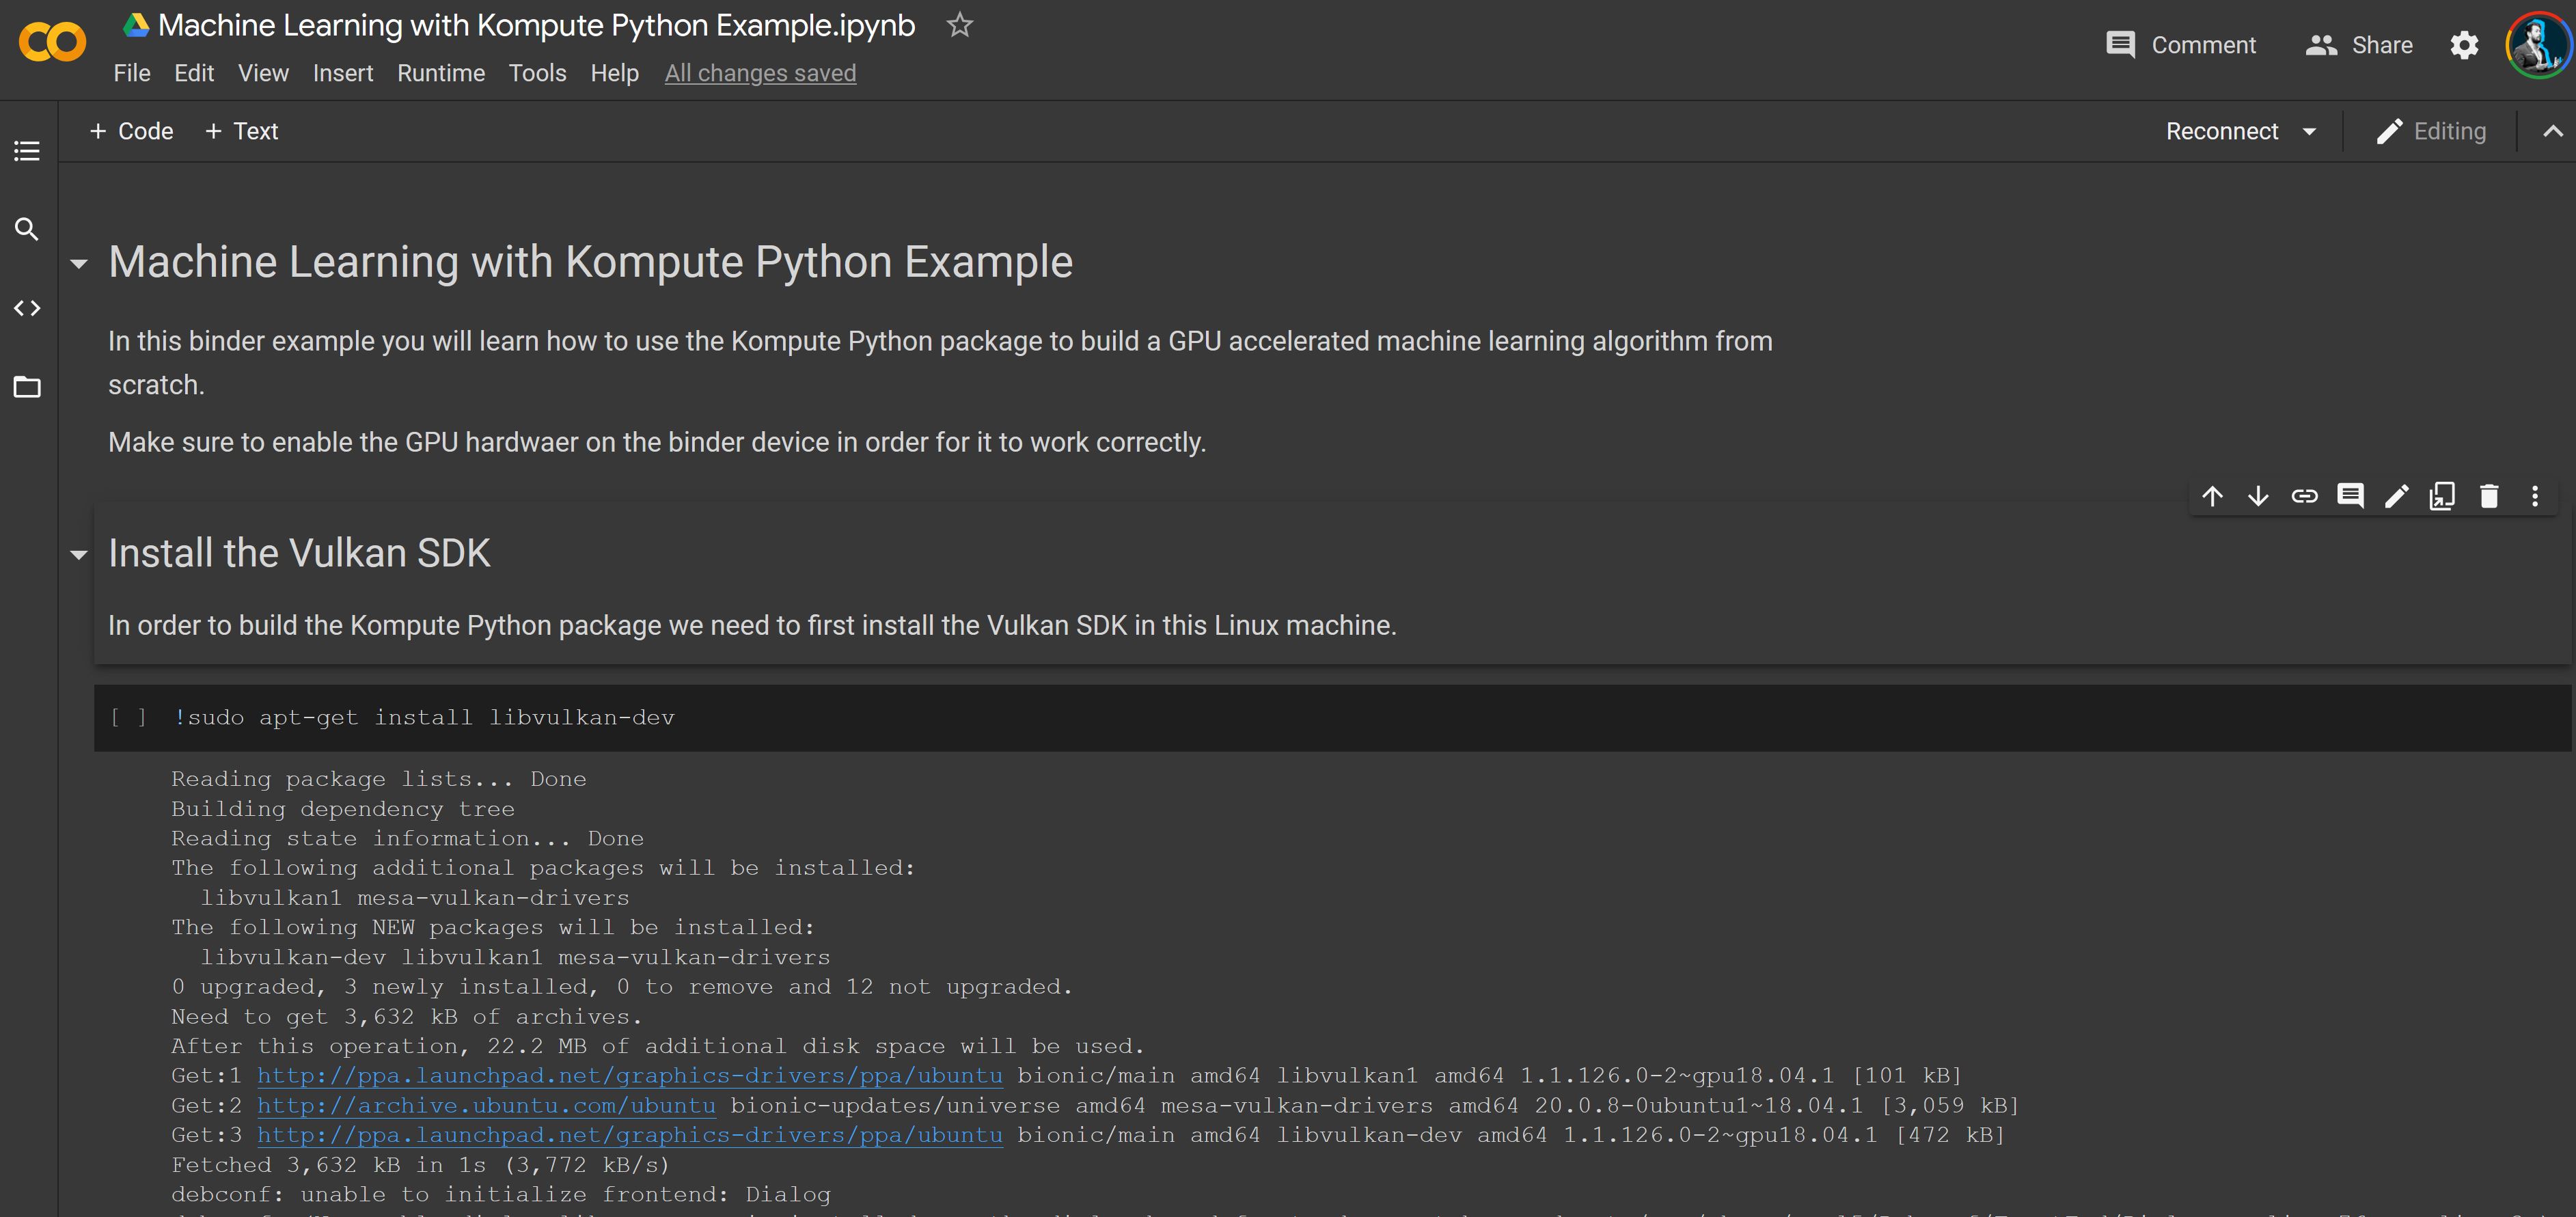 Machine Learning with Kompute Python Example.ipynb
File Edit View Insert Runtime Tools Help All changes saved
Comment Share
+ Code + Text
Reconnect Editing
Machine Learning with Kompute Python Example
In this binder example you will learn how to use the Kompute Python package to build a GPU accelerated machine learning algorithm from
scratch.
Make sure to enable the GPU hardwaer on the binder device in order for it to work correctly.
Install the Vulkan SDK
In order to build the Kompute Python package we need to first install the Vulkan SDK in this Linux machine.
[ ] !sudo apt-get install libvulkan-dev
Reading package lists... Done
Building dependency tree
Reading state information... Done
The following additional packages will be installed:
libvulkan1 mesa-vulkan-drivers
The following NEW packages will be installed:
libvulkan-dev libvulkan1 mesa-vulkan-drivers
0 upgraded, 3 newly installed, 0 to remove and 12 not upgraded.
Need to get 3,632 kB of archives.
After this operation, 22.2 MB of additional disk space will be used.
Get:1 http://ppa.launchpad.net/graphics-drivers/ppa/ubuntu bionic/main amd64 libvulkan1 amd64 1.1.126.0-2~gpu18.04.1 [101 kB]
Get:2 http://archive.ubuntu.com/ubuntu bionic-updates/universe amd64 mesa-vulkan-drivers amd64 20.0.8-0ubuntu1~18.04.1 [3,059 kB]
Get:3 http://ppa.launchpad.net/graphics-drivers/ppa/ubuntu bionic/main amd64 libvulkan-dev amd64 1.1.126.0-2~gpu18.04.1 [472 kB]
Fetched 3,632 kB in 1s (3,772 kB/s)
debconf: unable to initialize frontend: Dialog